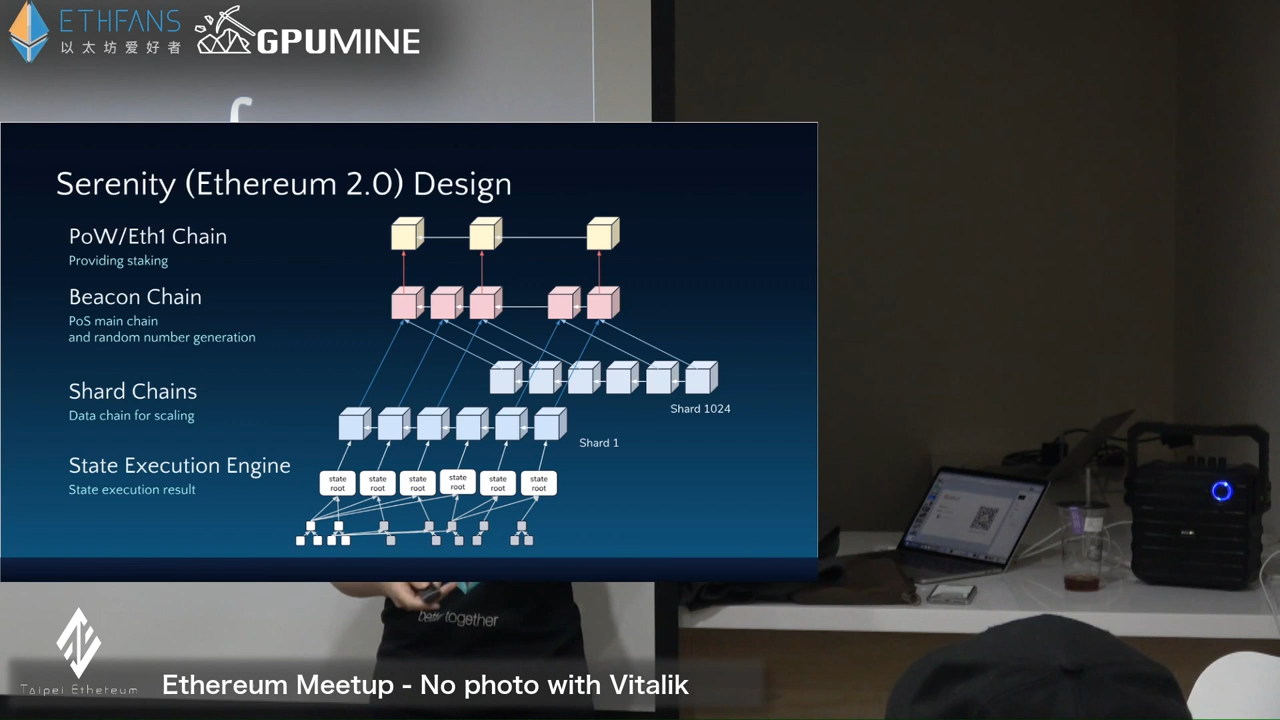 ETHFANS
以太坊爱好者
GPUMINE
Serenity (Ethereum 2.0) Design
PoW/Eth1 Chain
Providing staking
Beacon Chain
PoS main chain
and random number generation
Shard Chains
Data chain for scaling
Shard 1024
Shard 1
State Execution Engine
State execution result
state root
state root
state root
state root
state root
state root
better together
Taipei Ethereum
Ethereum Meetup - No photo with Vitalik